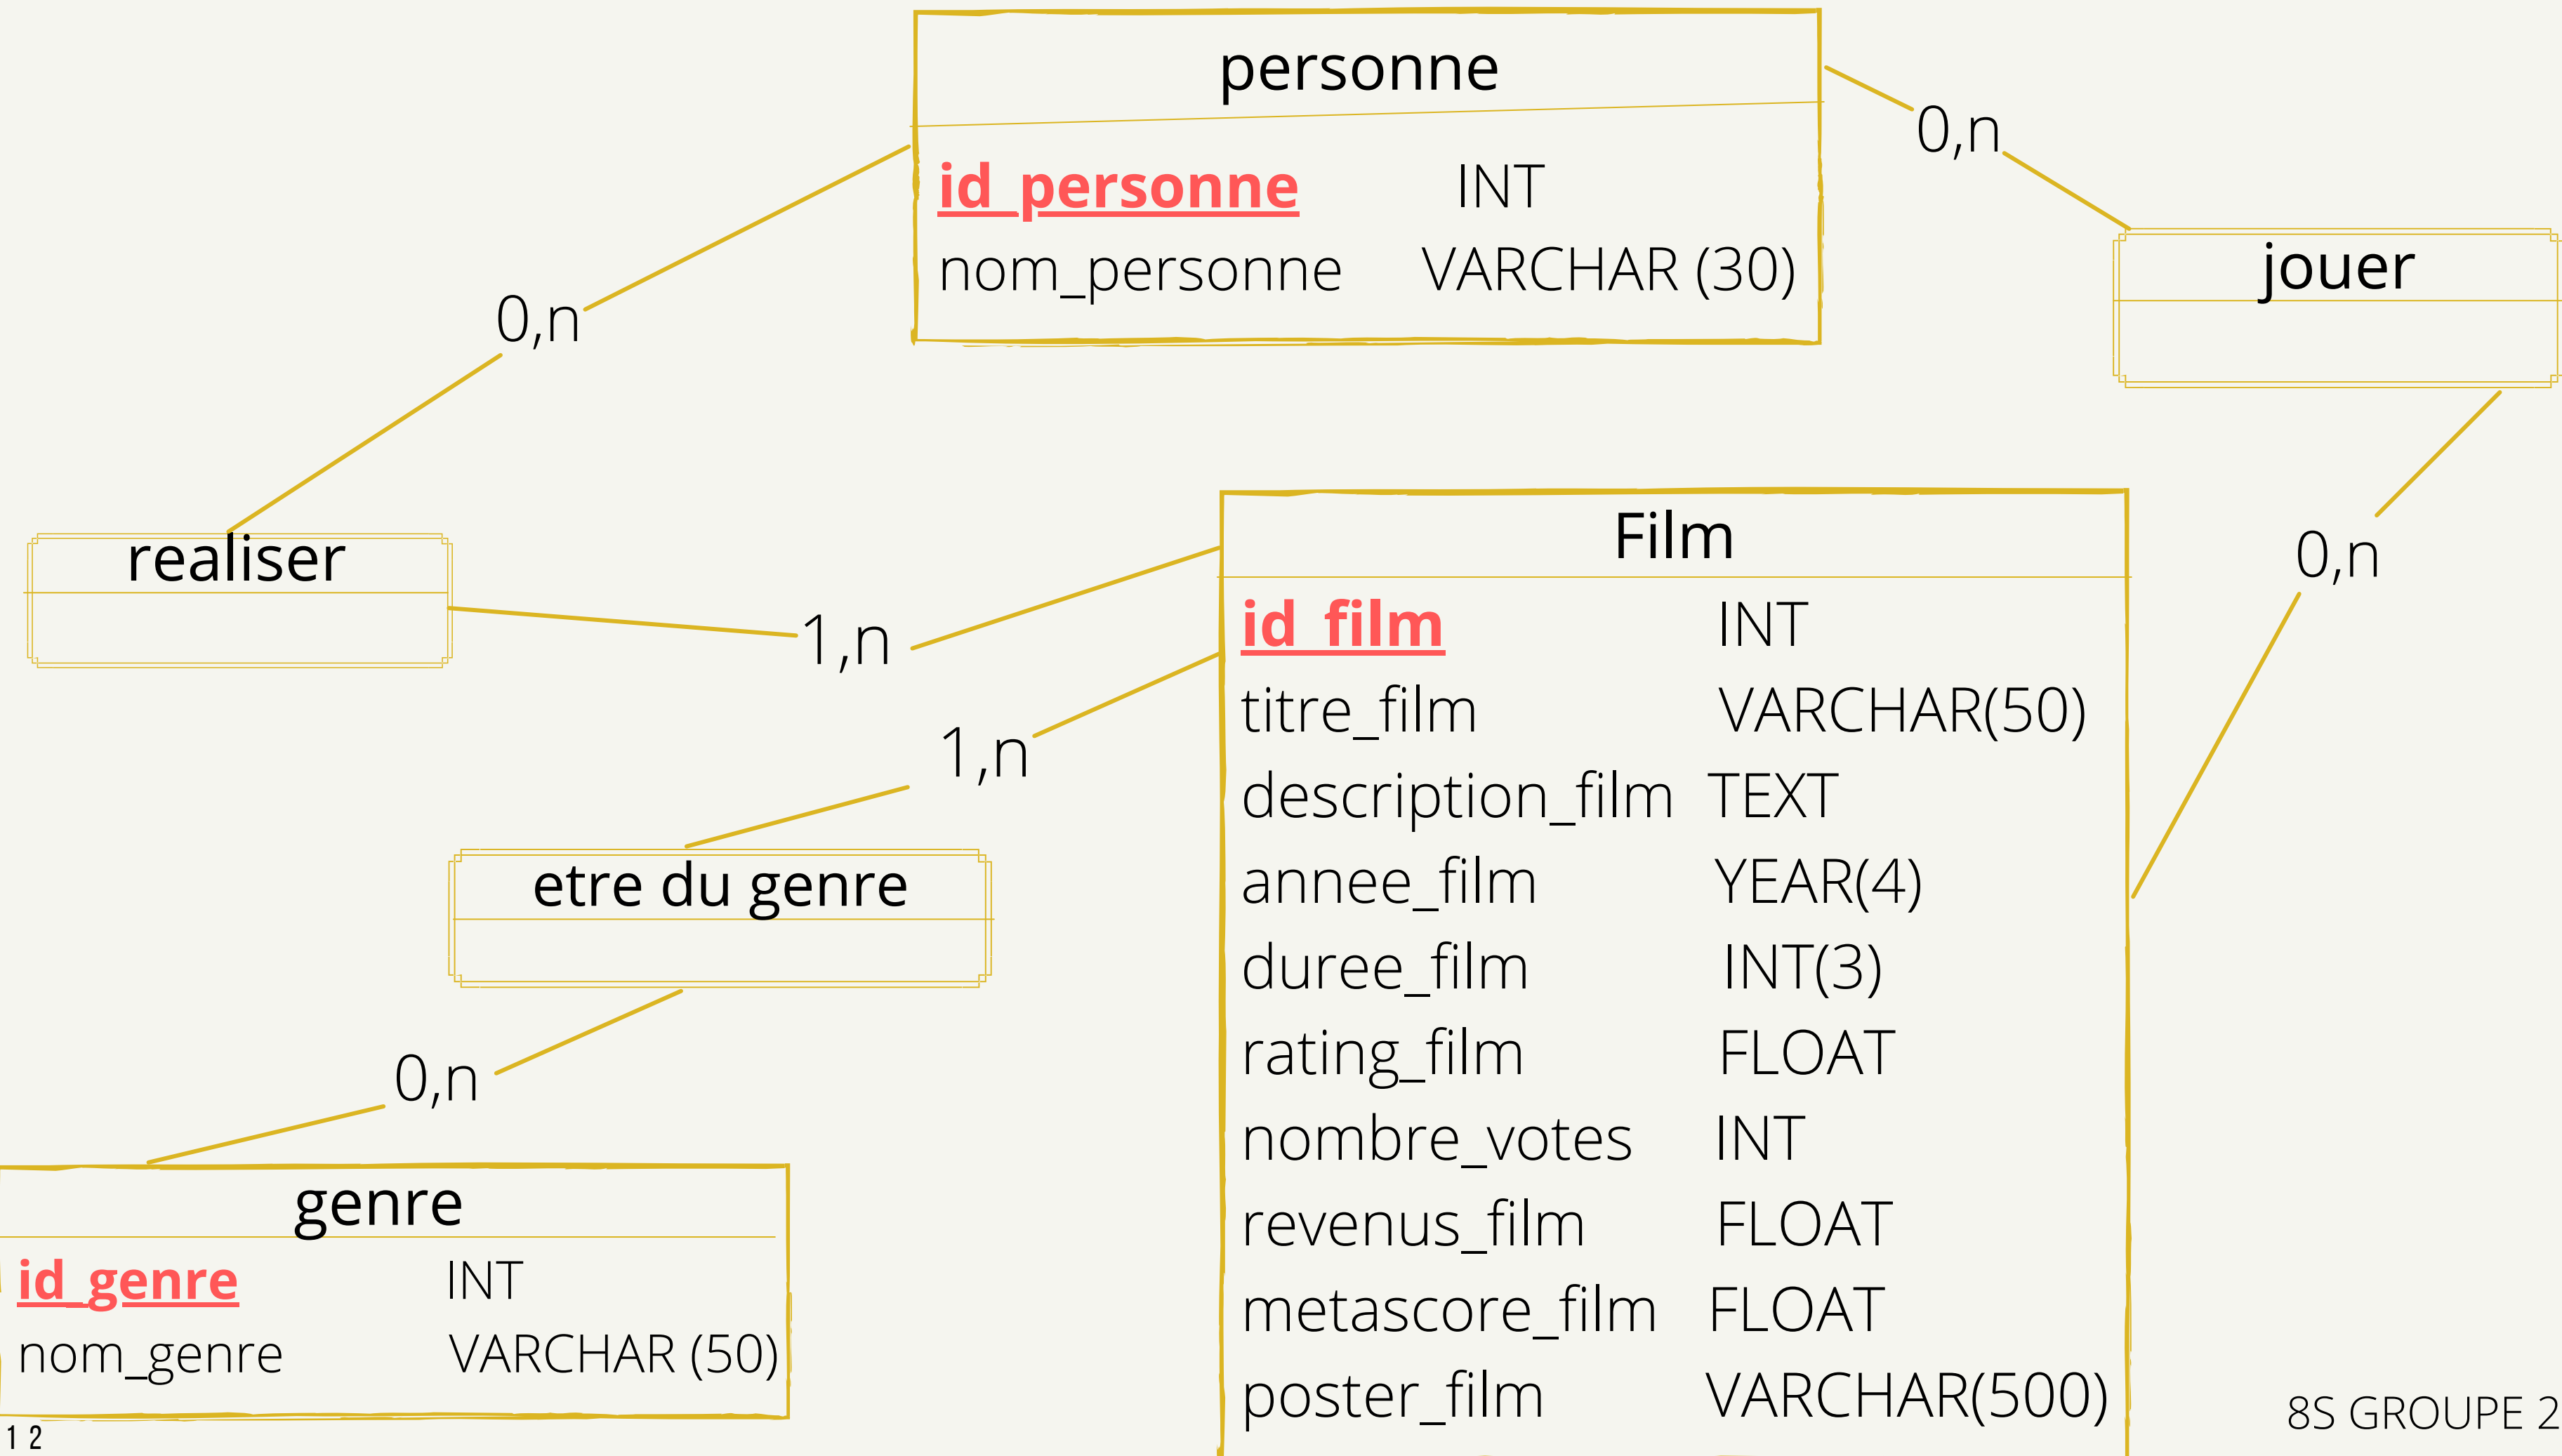 personne
id_personne INT
nom_personne VARCHAR (30)
0,n
jouer
0,n
0,n
realiser
1,n
Film
id_film INT
titre_film VARCHAR(50)
description_film TEXT
annee_film YEAR(4)
duree_film INT(3)
rating_film FLOAT
nombre_votes INT
revenus_film FLOAT
metascore_film FLOAT
poster_film VARCHAR(500)
1,n
etre du genre
0,n
genre
id_genre INT
nom_genre VARCHAR (50)
12
8S GROUPE 2